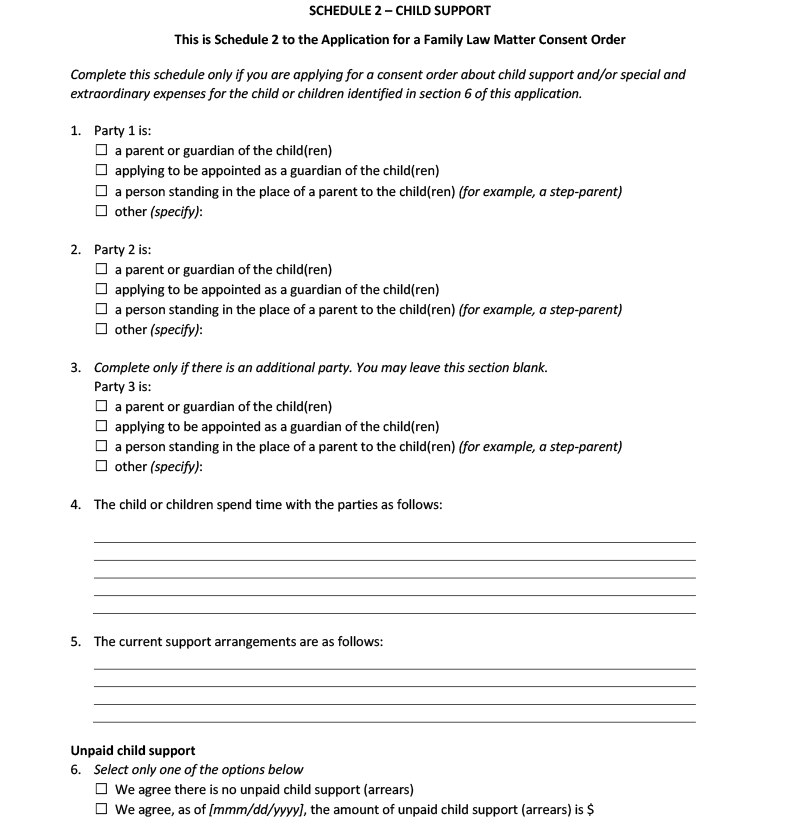 SCHEDULE 2 – CHILD SUPPORT
This is Schedule 2 to the Application for a Family Law Matter Consent Order
Complete this schedule only if you are applying for a consent order about child support and/or special and
extraordinary expenses for the child or children identified in section 6 of this application.
1. Party 1 is:
☐ a parent or guardian of the child(ren)
☐ applying to be appointed as a guardian of the child(ren)
☐ a person standing in the place of a parent to the child(ren) (for example, a step-parent)
☐ other (specify):
2. Party 2 is:
☐ a parent or guardian of the child(ren)
☐ applying to be appointed as a guardian of the child(ren)
☐ a person standing in the place of a parent to the child(ren) (for example, a step-parent)
☐ other (specify):
3. Complete only if there is an additional party. You may leave this section blank.
Party 3 is:
☐ a parent or guardian of the child(ren)
☐ applying to be appointed as a guardian of the child(ren)
☐ a person standing in the place of a parent to the child(ren) (for example, a step-parent)
☐ other (specify):
4. The child or children spend time with the parties as follows:
5. The current support arrangements are as follows:
Unpaid child support
6. Select only one of the options below
☐ We agree there is no unpaid child support (arrears)
☐ We agree, as of [mmm/dd/yyyy], the amount of unpaid child support (arrears) is $